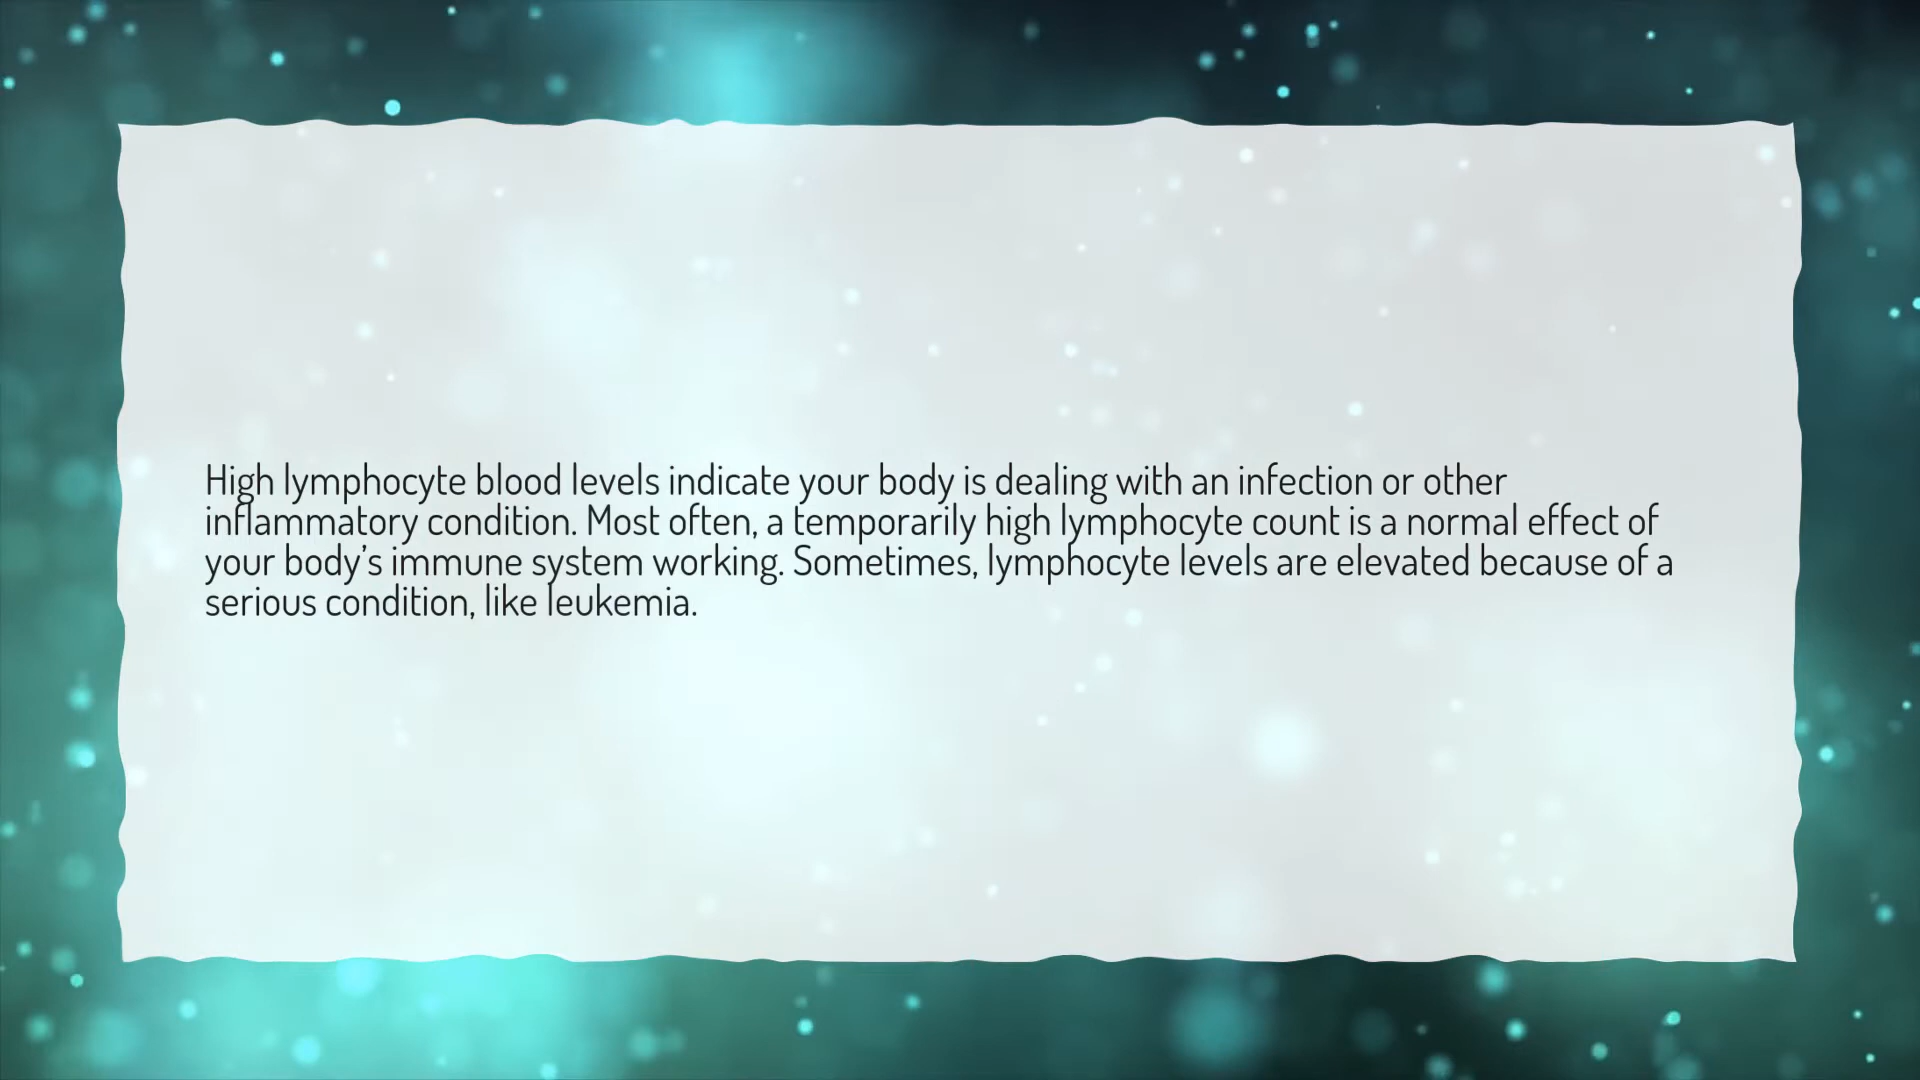 High lymphocyte blood levels indicate your body is dealing with an infection or other
inflammatory condition. Most often, a temporarily high lymphocyte count is a normal effect of
your body’s immune system working. Sometimes, lymphocyte levels are elevated because of a
serious condition, like leukemia.